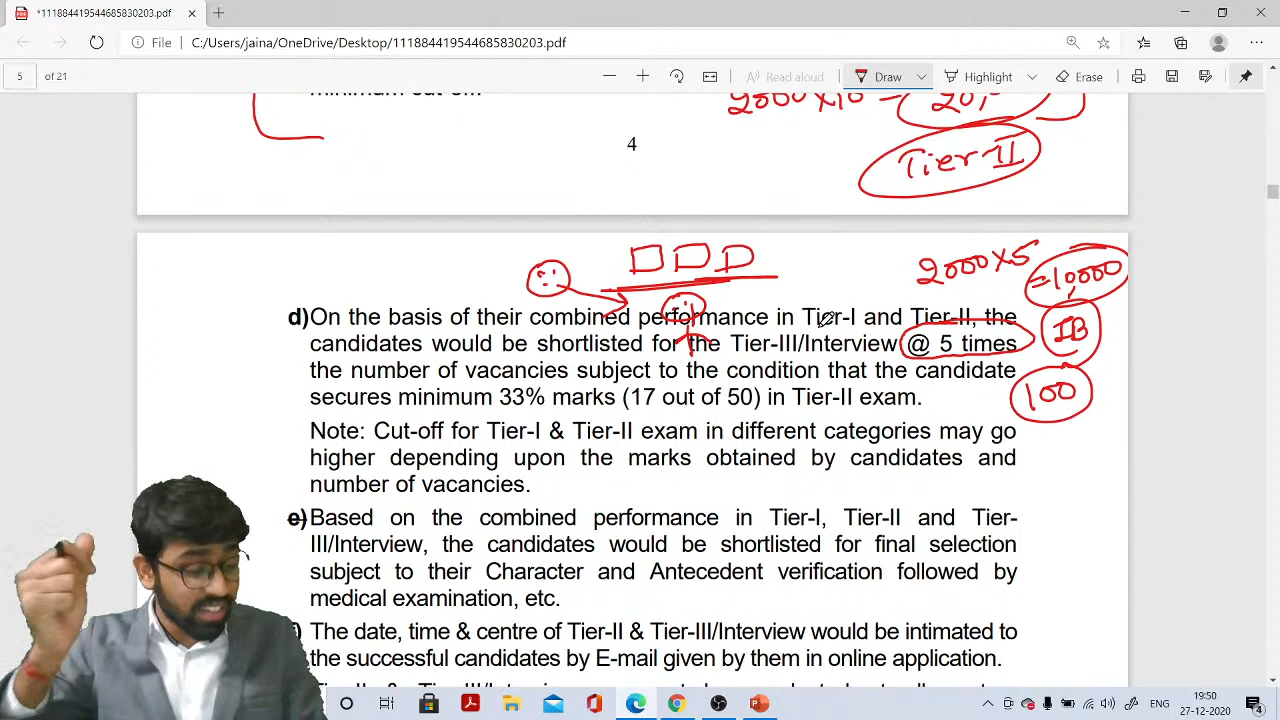 *111884419544685830203.pdf
File C:/Users/jaina/OneDrive/Desktop/111884419544685830203.pdf
5 of 21 Read aloud Draw Highlight Erase
2000×10 = 20,
4
Tier-II
2000×5
=10,000
d)On the basis of their combined performance in Tier-I and Tier-II, the
candidates would be shortlisted for the Tier-III/Interview @ 5 times
IB
the number of vacancies subject to the condition that the candidate
secures minimum 33% marks (17 out of 50) in Tier-II exam.
100
Note: Cut-off for Tier-I & Tier-II exam in different categories may go
higher depending upon the marks obtained by candidates and
number of vacancies.
e)Based on the combined performance in Tier-I, Tier-II and Tier-
III/Interview, the candidates would be shortlisted for final selection
subject to their Character and Antecedent verification followed by
medical examination, etc.
The date, time & centre of Tier-II & Tier-III/Interview would be intimated to
the successful candidates by E-mail given by them in online application.
19:50
27-12-2020
4